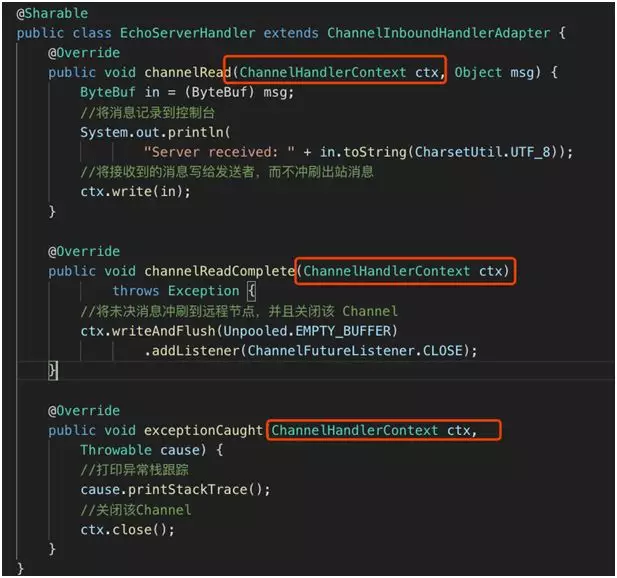 @Sharable
public class EchoServerHandler extends ChannelInboundHandlerAdapter {
@Override
public void channelRead(ChannelHandlerContext ctx, Object msg) {
ByteBuf in = (ByteBuf) msg;
//将消息记录到控制台
System.out.println(
"Server received: " + in.toString(CharsetUtil.UTF_8));
//将接收到的消息写给发送者，而不冲刷出站消息
ctx.write(in);
}
@Override
public void channelReadComplete(ChannelHandlerContext ctx)
throws Exception {
//将未决消息冲刷到远程节点，并且关闭该 Channel
ctx.writeAndFlush(Unpooled.EMPTY_BUFFER)
.addListener(ChannelFutureListener.CLOSE);
}
@Override
public void exceptionCaught(ChannelHandlerContext ctx,
Throwable cause) {
//打印异常栈跟踪
cause.printStackTrace();
//关闭该Channel
ctx.close();
}
}